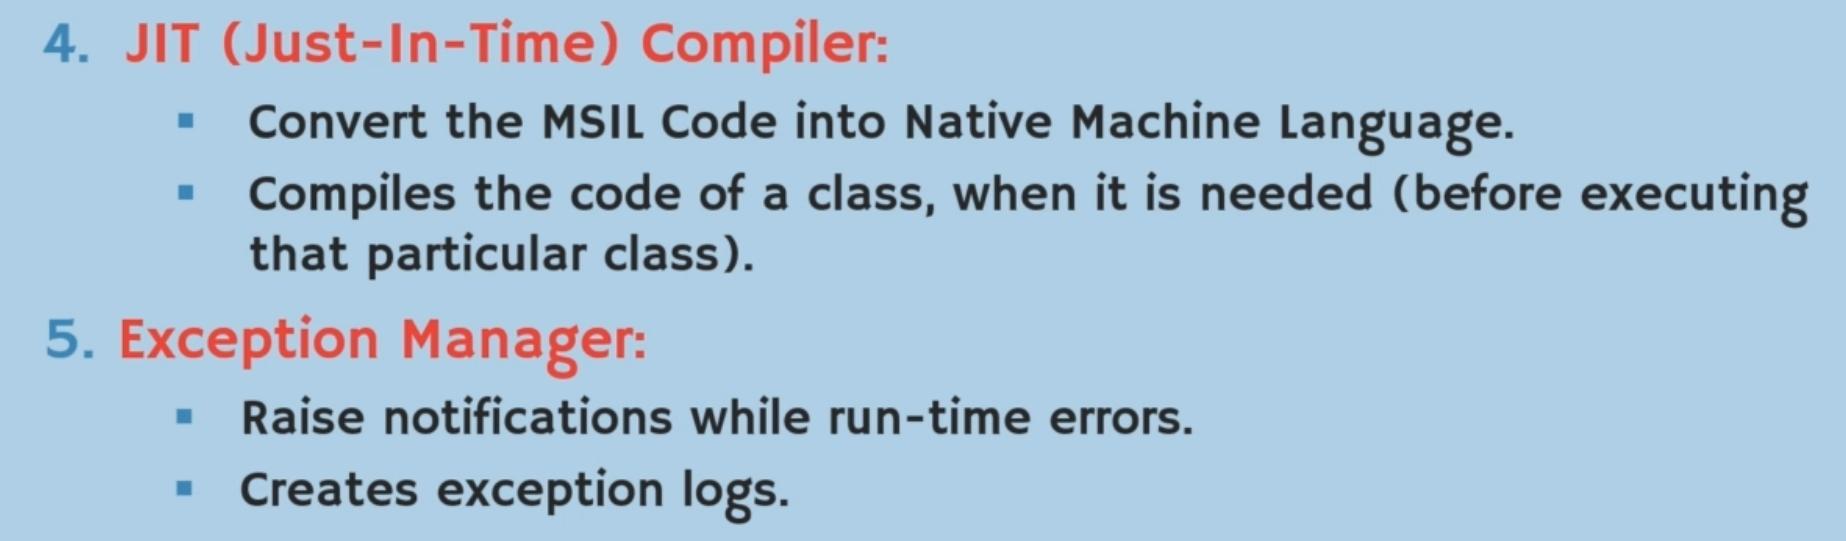 4. JIT (Just-In-Time) Compiler:
▪ Convert the MSIL Code into Native Machine Language.
▪ Compiles the code of a class, when it is needed (before executing
that particular class).
5. Exception Manager:
▪ Raise notifications while run-time errors.
▪ Creates exception logs.